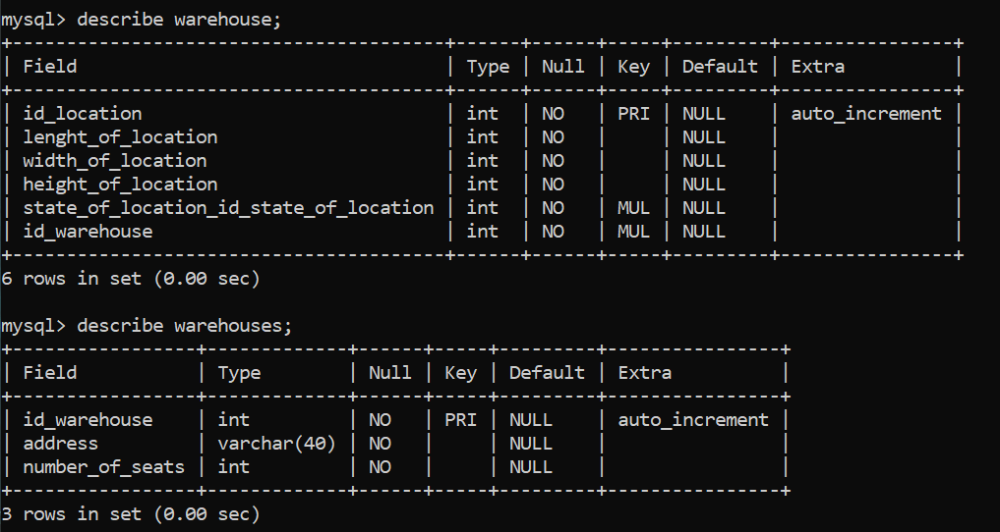 mysql> describe warehouse;
+----------------------------------------+------+------+-----+---------+----------------+
| Field                                  | Type | Null | Key | Default | Extra          |
+----------------------------------------+------+------+-----+---------+----------------+
| id_location                            | int  | NO   | PRI | NULL    | auto_increment |
| lenght_of_location                     | int  | NO   |     | NULL    |                |
| width_of_location                      | int  | NO   |     | NULL    |                |
| height_of_location                     | int  | NO   |     | NULL    |                |
| state_of_location_id_state_of_location | int  | NO   | MUL | NULL    |                |
| id_warehouse                           | int  | NO   | MUL | NULL    |                |
+----------------------------------------+------+------+-----+---------+----------------+
6 rows in set (0.00 sec)

mysql> describe warehouses;
+-----------------+-------------+------+-----+---------+----------------+
| Field           | Type        | Null | Key | Default | Extra          |
+-----------------+-------------+------+-----+---------+----------------+
| id_warehouse    | int         | NO   | PRI | NULL    | auto_increment |
| address         | varchar(40) | NO   |     | NULL    |                |
| number_of_seats | int         | NO   |     | NULL    |                |
+-----------------+-------------+------+-----+---------+----------------+
3 rows in set (0.00 sec)